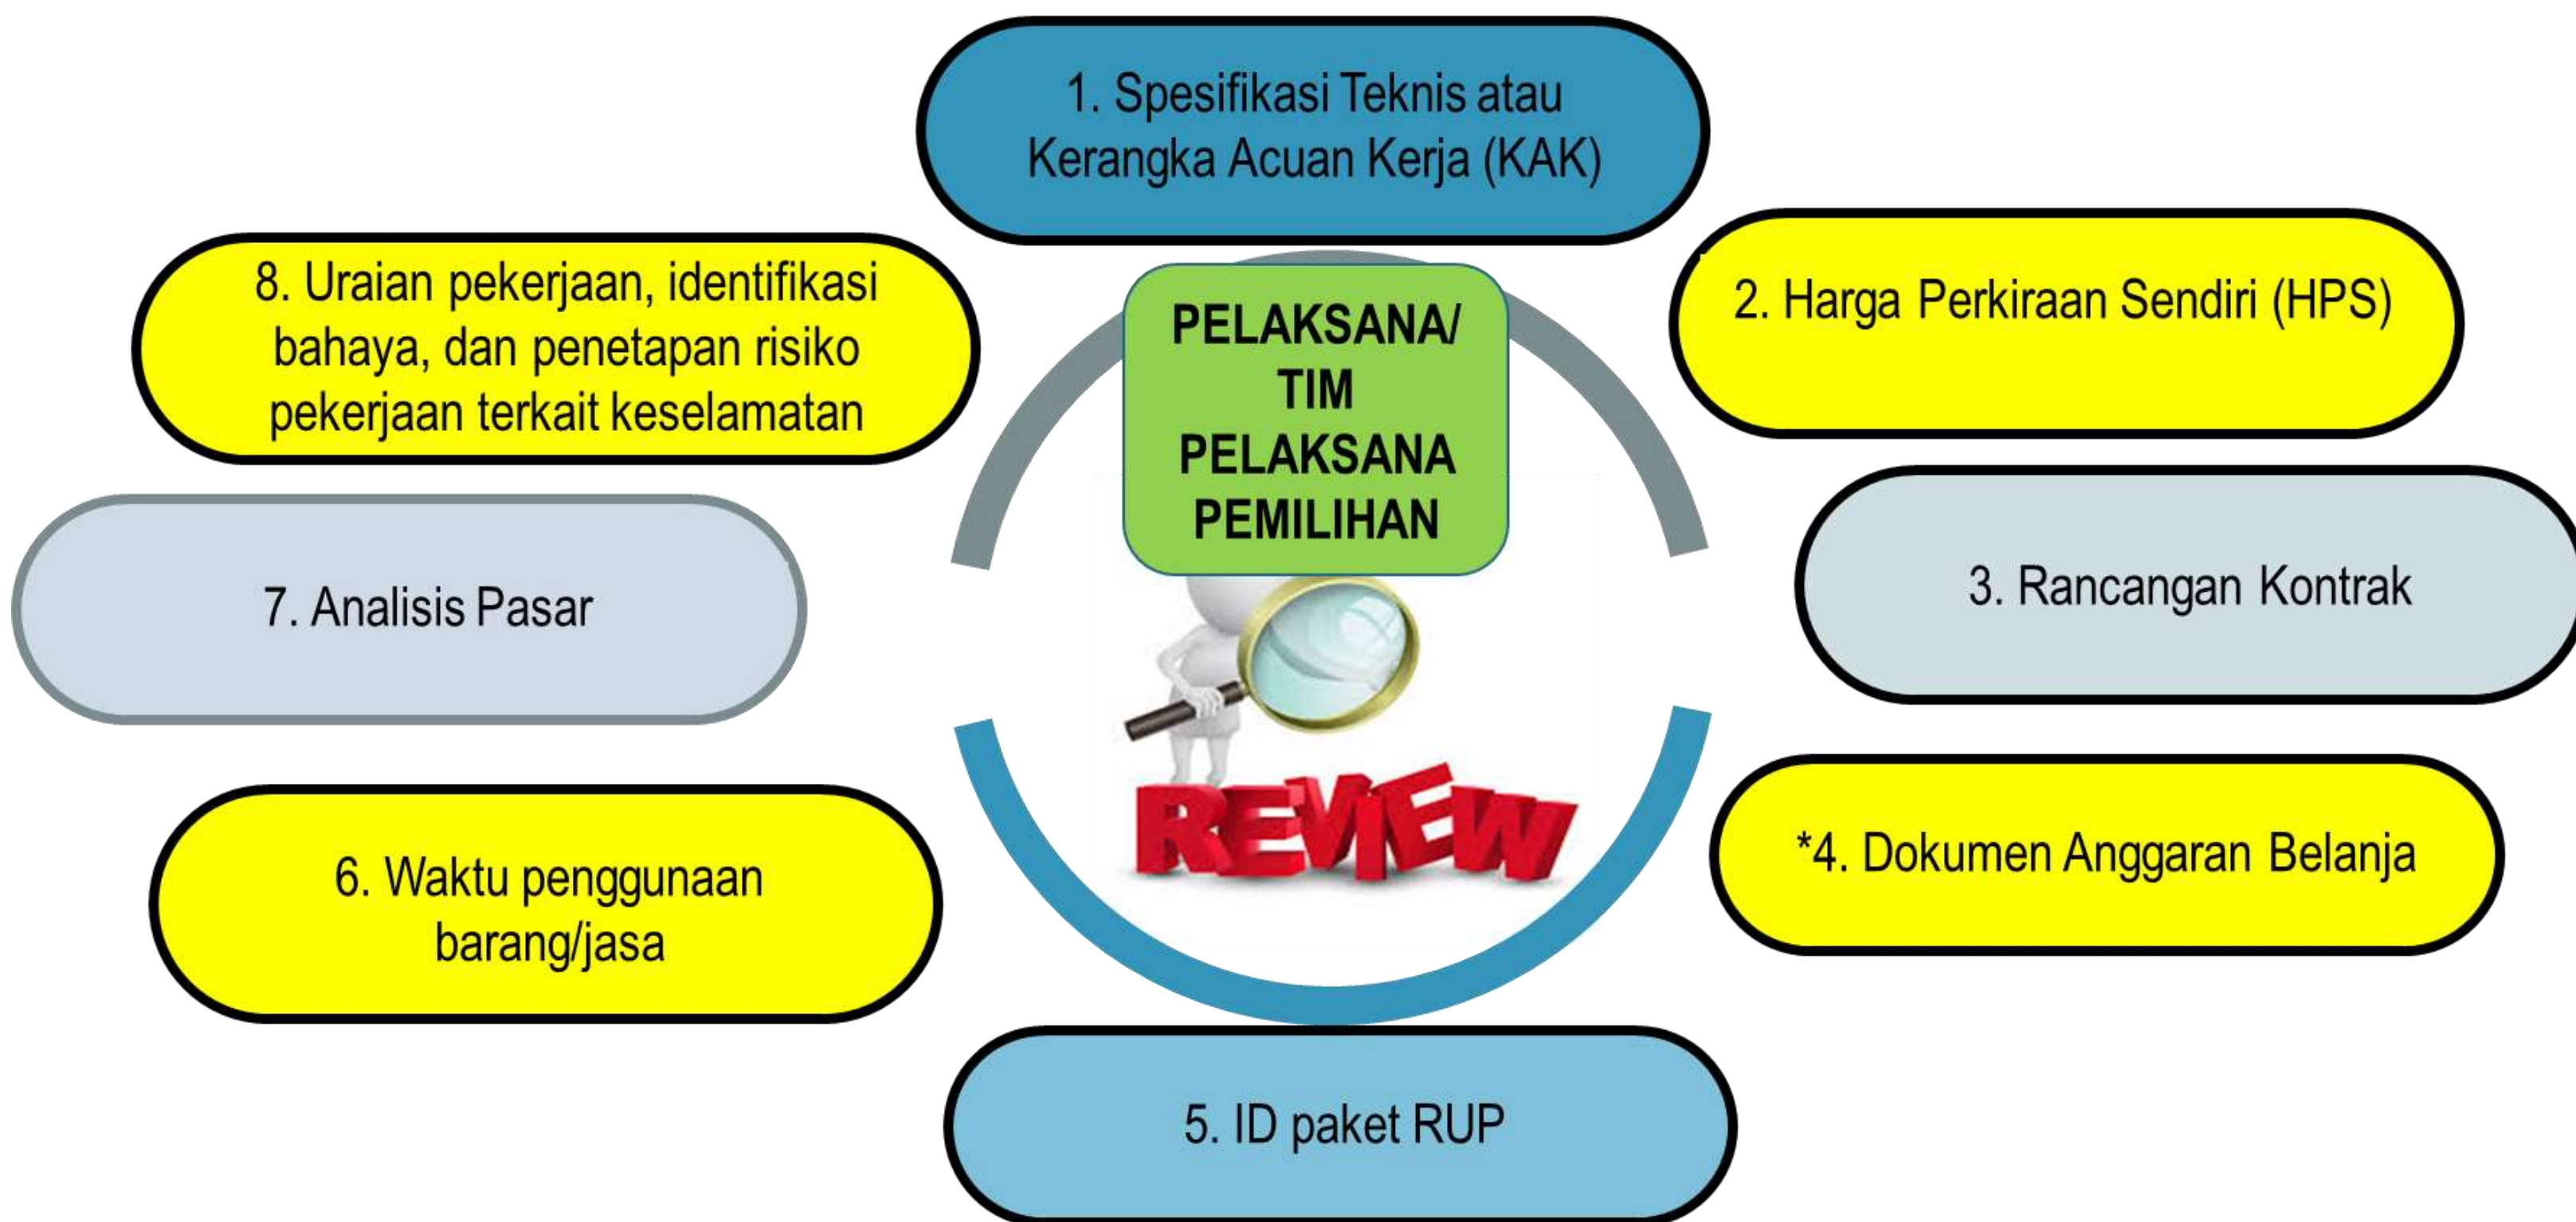 1. Spesifikasi Teknis atau
Kerangka Acuan Kerja (KAK)
2. Harga Perkiraan Sendiri (HPS)
3. Rancangan Kontrak
*4. Dokumen Anggaran Belanja
5. ID paket RUP
6. Waktu penggunaan
barang/jasa
7. Analisis Pasar
8. Uraian pekerjaan, identifikasi
bahaya, dan penetapan risiko
pekerjaan terkait keselamatan
PELAKSANA/
TIM
PELAKSANA
PEMILIHAN
REVIEW